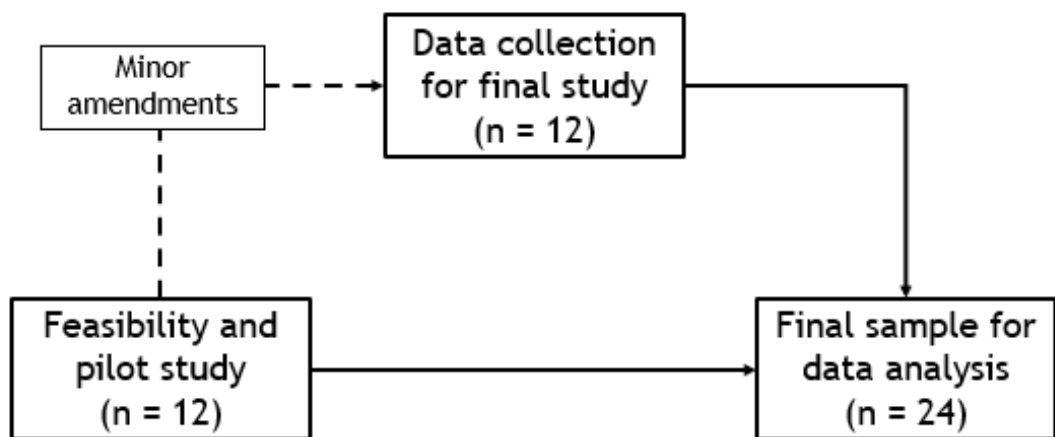 Minor
amendments
Data collection
for final study
(n = 12)
Feasibility and
pilot study
(n = 12)
Final sample for
data analysis
(n = 24)